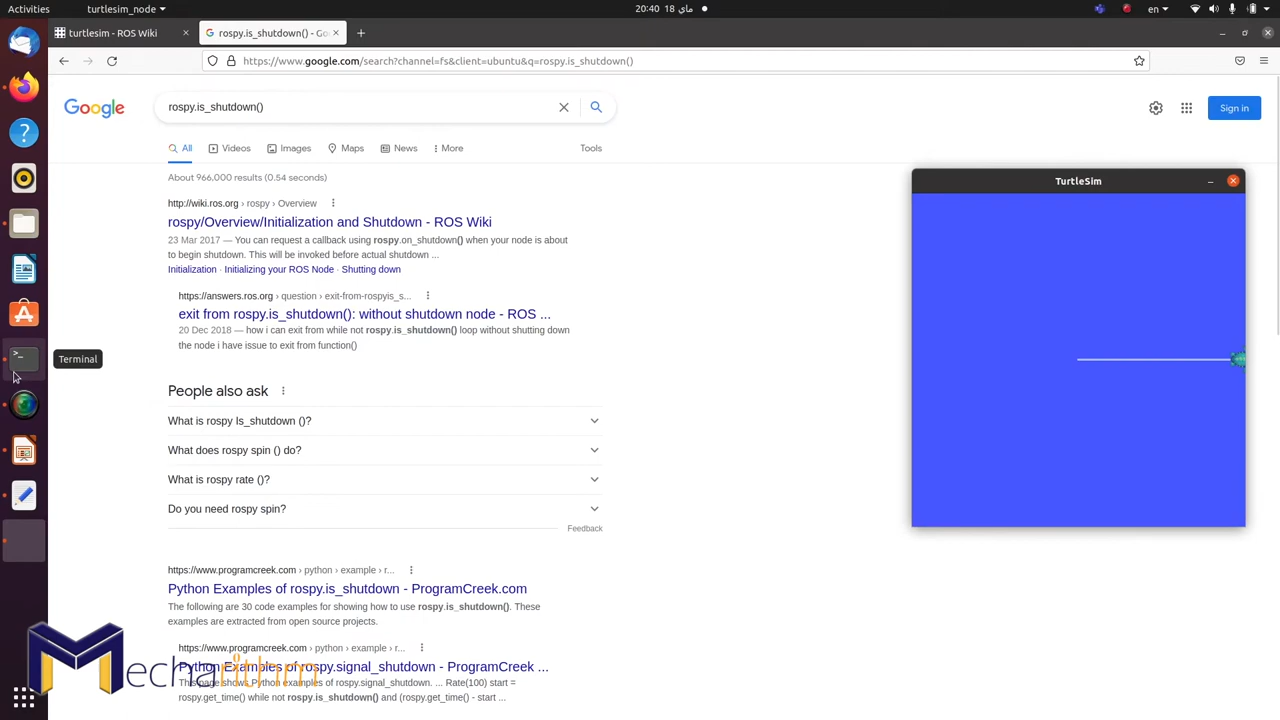 Activities
turtlesim_node
20:40 18 ماي
en
turtlesim - ROS Wiki
rospy.is_shutdown() - Go
https://www.google.com/search?channel=fs&client=ubuntu&q=rospy.is_shutdown()
Google
rospy.is_shutdown()
Sign in
All
Videos
Images
Maps
News
More
Tools
About 966,000 results (0.54 seconds)
http://wiki.ros.org › rospy › Overview
rospy/Overview/Initialization and Shutdown - ROS Wiki
23 Mar 2017 — You can request a callback using rospy.on_shutdown() when your node is about
to begin shutdown. This will be invoked before actual shutdown ...
Initialization · Initializing your ROS Node · Shutting down
https://answers.ros.org › question › exit-from-rospyis_s...
exit from rospy.is_shutdown(): without shutdown node - ROS ...
20 Dec 2018 — how i can exit from while not rospy.is_shutdown() loop without shutting down
the node i have issue to exit from function()
People also ask
What is rospy Is_shutdown ()?
What does rospy spin () do?
What is rospy rate ()?
Do you need rospy spin?
Feedback
https://www.programcreek.com › python › example › r...
Python Examples of rospy.is_shutdown - ProgramCreek.com
The following are 30 code examples for showing how to use rospy.is_shutdown(). These
examples are extracted from open source projects.
https://www.programcreek.com › python › example › r...
Python Examples of rospy.signal_shutdown - ProgramCreek ...
This page shows Python examples of rospy.signal_shutdown. ... Rate(100) start =
rospy.get_time() while not rospy.is_shutdown() and (rospy.get_time() - start ...
Terminal
TurtleSim
Mecharithm